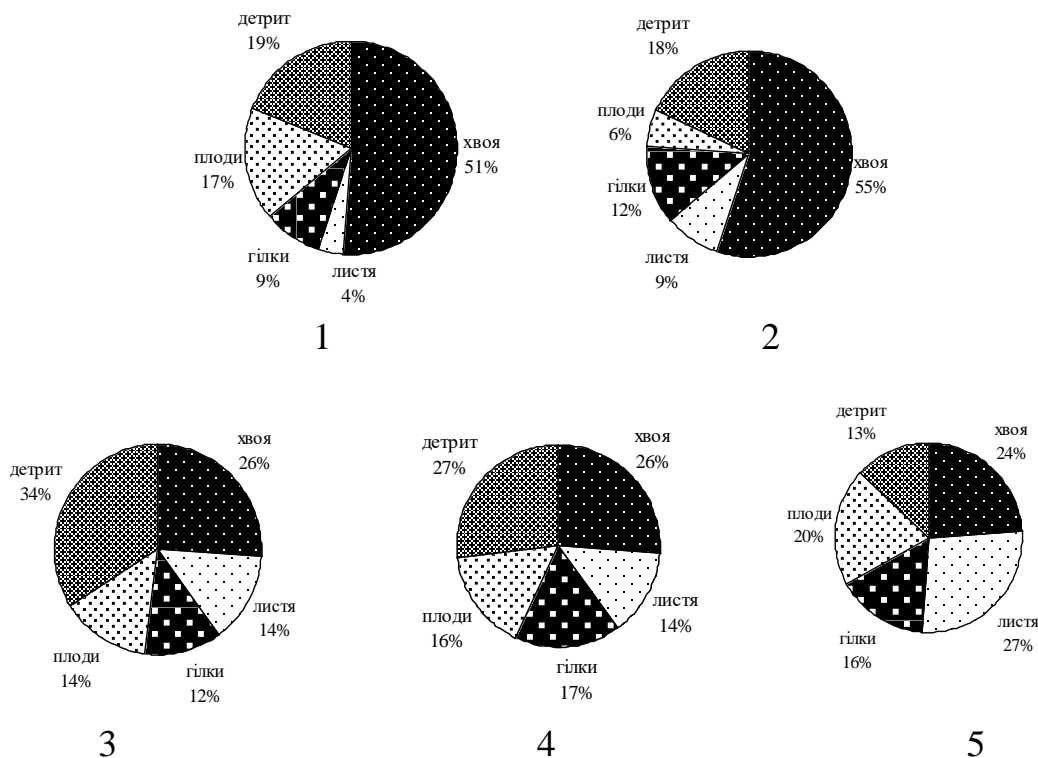 детрит
19%
хвоя
51%
листя
4%
гілки
9%
плоди
17%
1
детрит
18%
хвоя
55%
листя
9%
гілки
12%
плоди
6%
2
детрит
34%
хвоя
26%
листя
14%
гілки
12%
плоди
14%
3
детрит
27%
хвоя
26%
листя
14%
гілки
17%
плоди
16%
4
детрит
13%
хвоя
24%
листя
27%
гілки
16%
плоди
20%
5